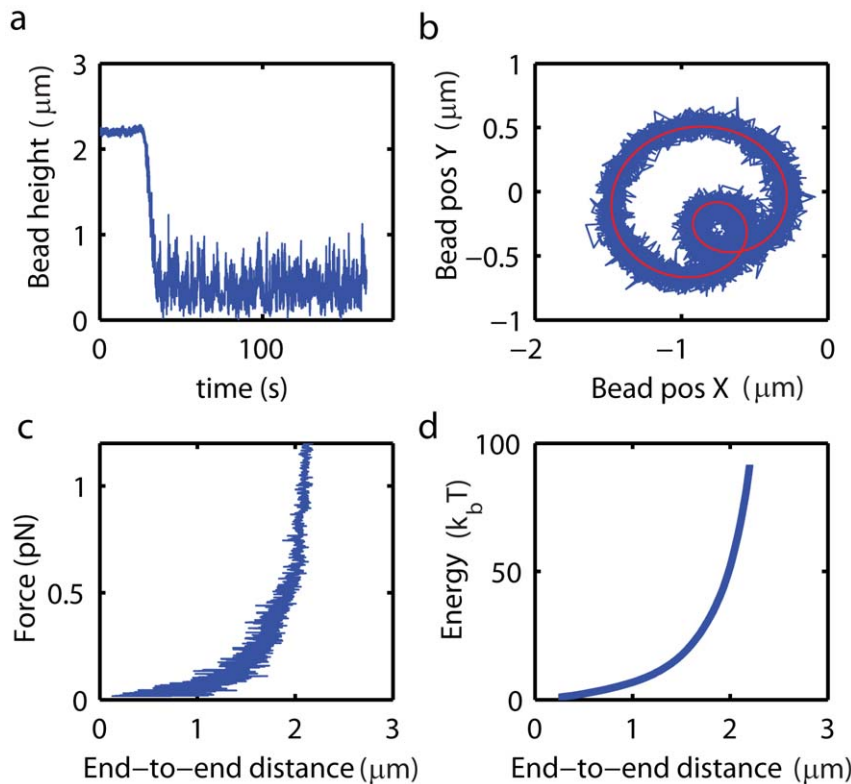 a
3
2
1
0
Bead height (μm)
0
100
time (s)
b
1
0.5
0
−0.5
−1
Bead pos Y (μm)
−2
−1
0
Bead pos X (μm)
c
1
0.5
0
Force (pN)
0
1
2
3
End−to−end distance (μm)
d
100
50
0
Energy (k_bT)
0
1
2
3
End−to−end distance (μm)